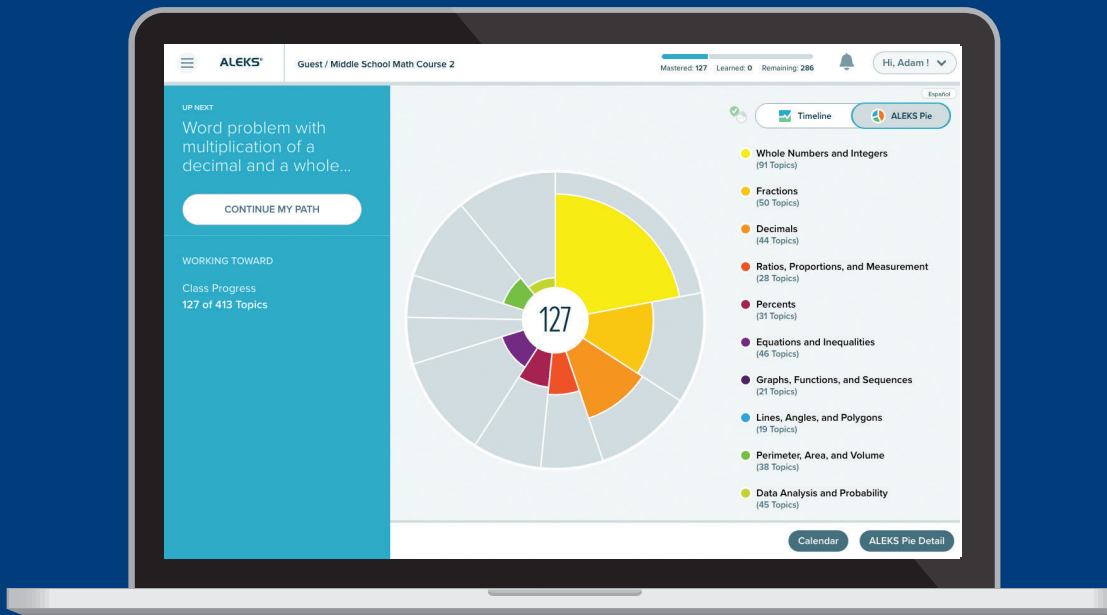 ALEKS®
Guest / Middle School Math Course 2
Mastered: 127 Learned: 0 Remaining: 286
Hi, Adam !
Español
UP NEXT
Word problem with
multiplication of a
decimal and a whole...
CONTINUE MY PATH
WORKING TOWARD
Class Progress
127 of 413 Topics
Timeline
ALEKS Pie
127
Whole Numbers and Integers
(91 Topics)
Fractions
(50 Topics)
Decimals
(44 Topics)
Ratios, Proportions, and Measurement
(28 Topics)
Percents
(31 Topics)
Equations and Inequalities
(46 Topics)
Graphs, Functions, and Sequences
(21 Topics)
Lines, Angles, and Polygons
(19 Topics)
Perimeter, Area, and Volume
(38 Topics)
Data Analysis and Probability
(45 Topics)
Calendar
ALEKS Pie Detail